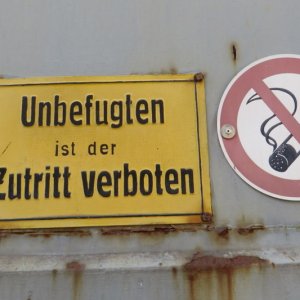 Unbefugten
ist der
Zutritt verboten